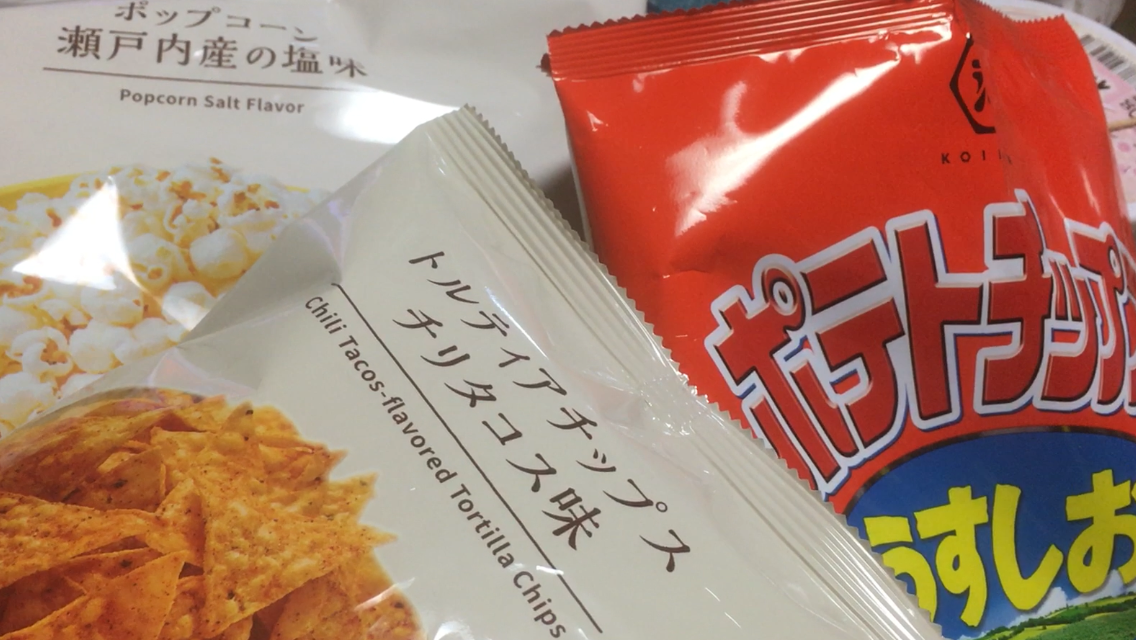 ポップコーン
瀬戸内産の塩味
Popcorn Salt Flavor
トルティアチップス
チリタコス味
Chili Tacos-flavored Tortilla Chips
ポテトチップ
うすしお